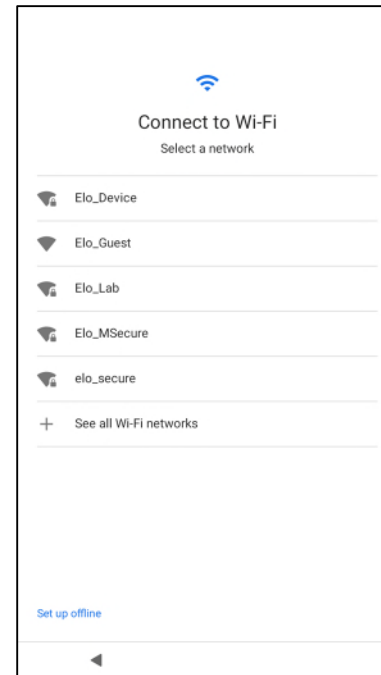 Connect to Wi-Fi
Select a network
Elo_Device
Elo_Guest
Elo_Lab
Elo_MSecure
elo_secure
See all Wi-Fi networks
Set up offline